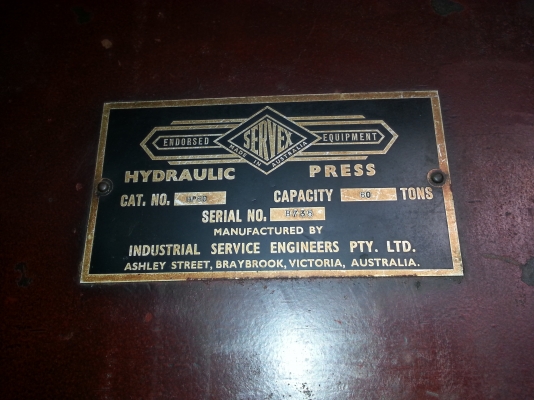 SERVEX
ENDORSED EQUIPMENT
MADE IN AUSTRALIA
HYDRAULIC PRESS
CAT. NO. CAPACITY 60 TONS
SERIAL NO.
MANUFACTURED BY
INDUSTRIAL SERVICE ENGINEERS PTY. LTD.
ASHLEY STREET, BRAYBROOK, VICTORIA, AUSTRALIA.